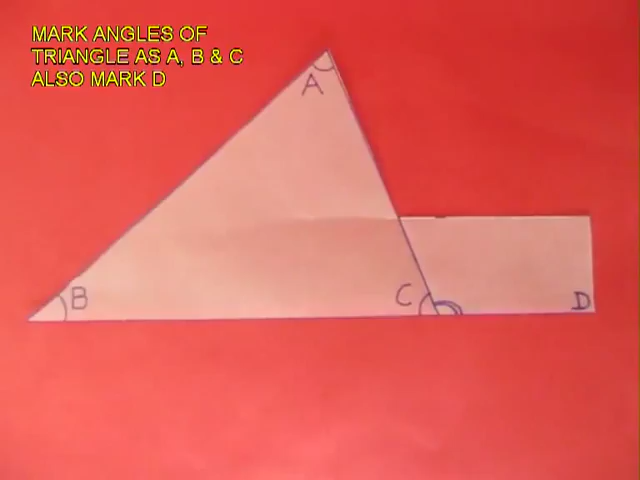 MARK ANGLES OF
TRIANGLE AS A, B & C
ALSO MARK D
A
B
C
D